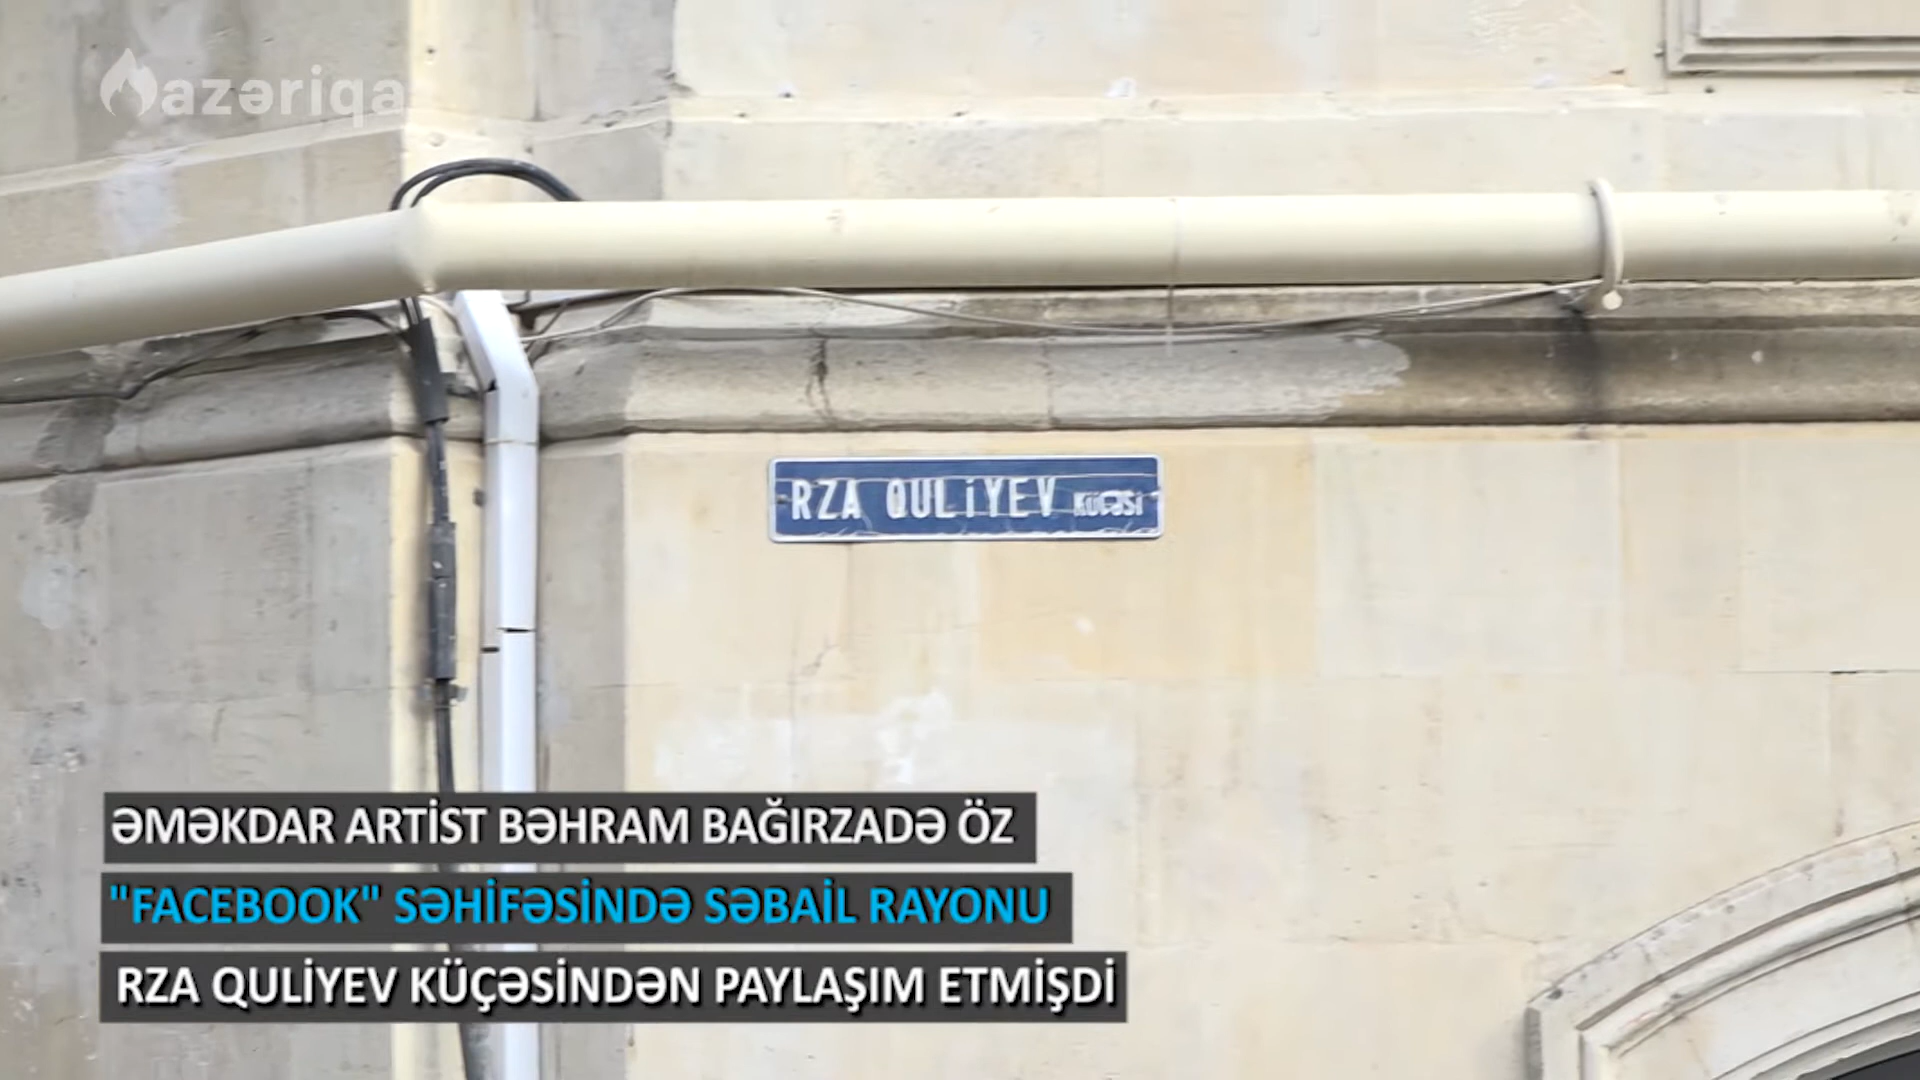 azəriqa
RZA QULİYEV KÜÇƏSİ
ƏMƏKDAR ARTİST BƏHRAM BAĞIRZADƏ ÖZ
"FACEBOOK" SƏHİFƏSİNDƏ SƏBAİL RAYONU
RZA QULİYEV KÜÇƏSİNDƏN PAYLAŞIM ETMİŞDİ